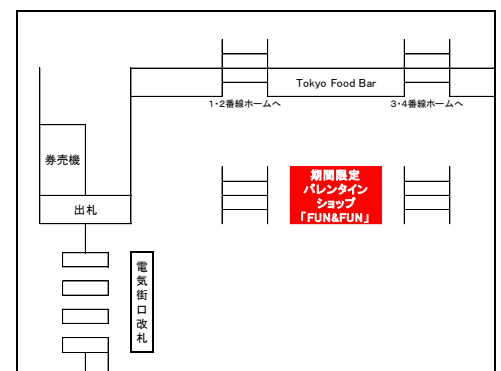 Tokyo Food Bar
1・2番線ホームへ
3・4番線ホームへ
券売機
期間限定
バレンタイン
ショップ
「FUN&FUN」
出札
電気街口改札